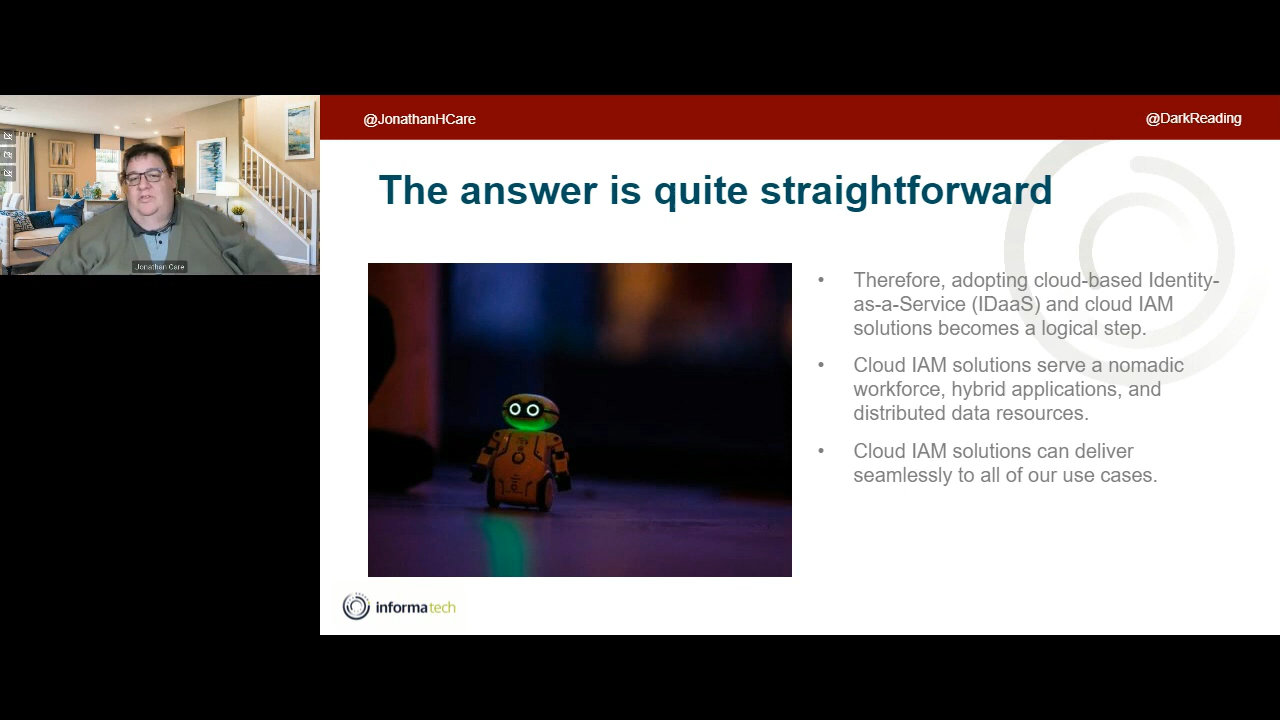 @JonathanHCare
@DarkReading
The answer is quite straightforward
Jonathan Care
• Therefore, adopting cloud-based Identity-
as-a-Service (IDaaS) and cloud IAM
solutions becomes a logical step.
• Cloud IAM solutions serve a nomadic
workforce, hybrid applications, and
distributed data resources.
• Cloud IAM solutions can deliver
seamlessly to all of our use cases.
informa tech